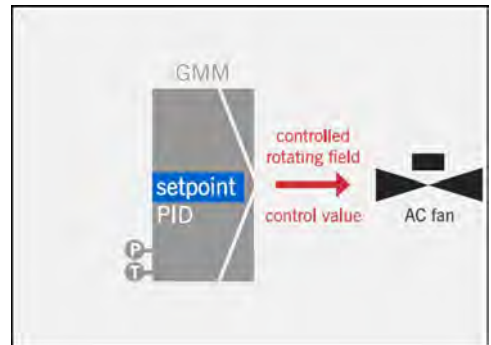 GMM
controlled
rotating field
setpoint
PID
control value
AC fan
P
T